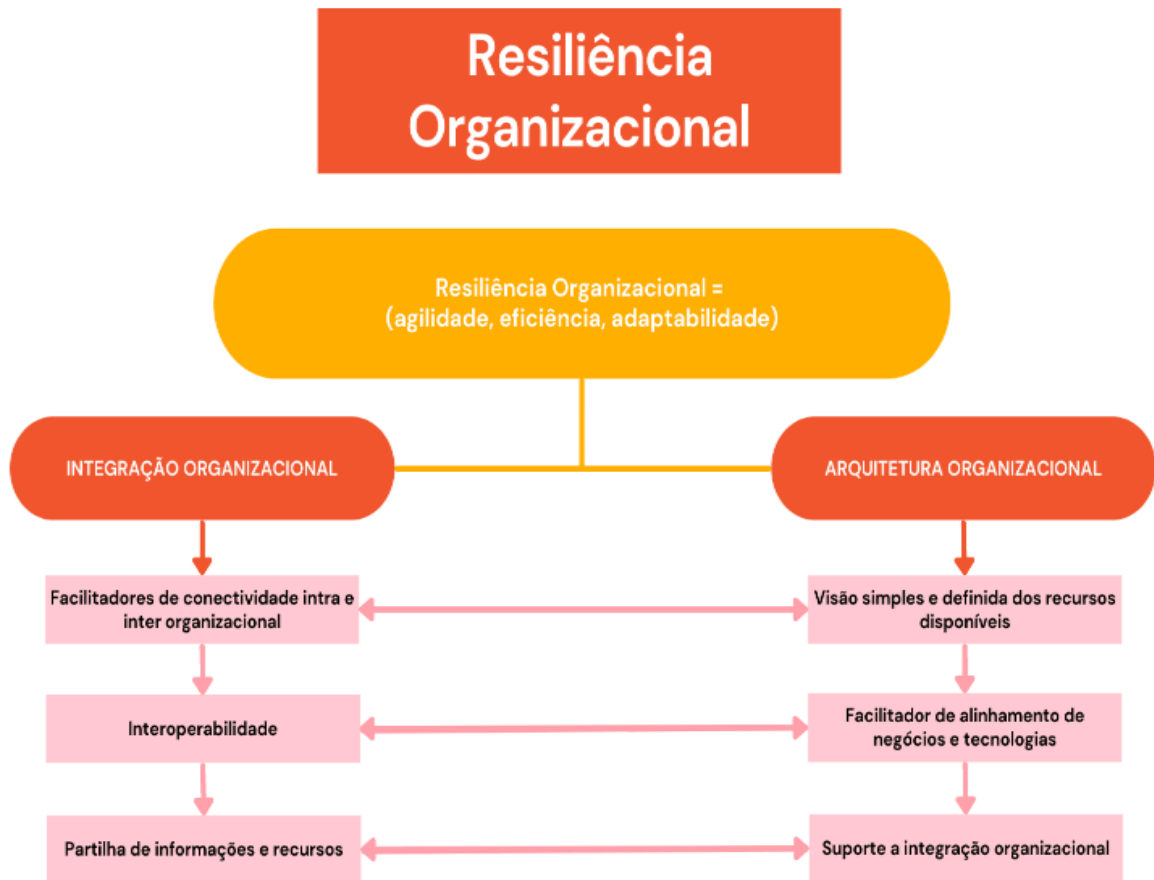 Resiliência
Organizacional
Resiliência Organizacional =
(agilidade, eficiência, adaptabilidade)
INTEGRAÇÃO ORGANIZACIONAL
ARQUITETURA ORGANIZACIONAL
Facilitadores de conectividade intra e
inter organizacional
Visão simples e definida dos recursos
disponíveis
Interoperabilidade
Facilitador de alinhamento de
negócios e tecnologias
Partilha de informações e recursos
Suporte a integração organizacional